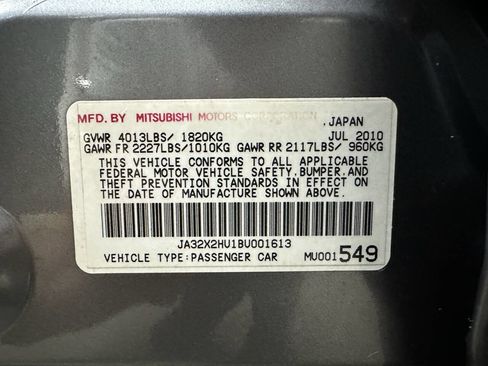 MFD. BY MITSUBISHI MOTORS CORPORATION, JAPAN
GVWR 4013LBS/ 1820KG JUL 2010
GAWR FR 2227LBS/1010KG GAWR RR 2117LBS/ 960KG
THIS VEHICLE CONFORMS TO ALL APPLICABLE
FEDERAL MOTOR VEHICLE SAFETY, BUMPER, AND
THEFT PREVENTION STANDARDS IN EFFECT ON
THE DATE OF MANUFACTURE SHOWN ABOVE.
JA32X2HU1BU001613
VEHICLE TYPE:PASSENGER CAR MU001549